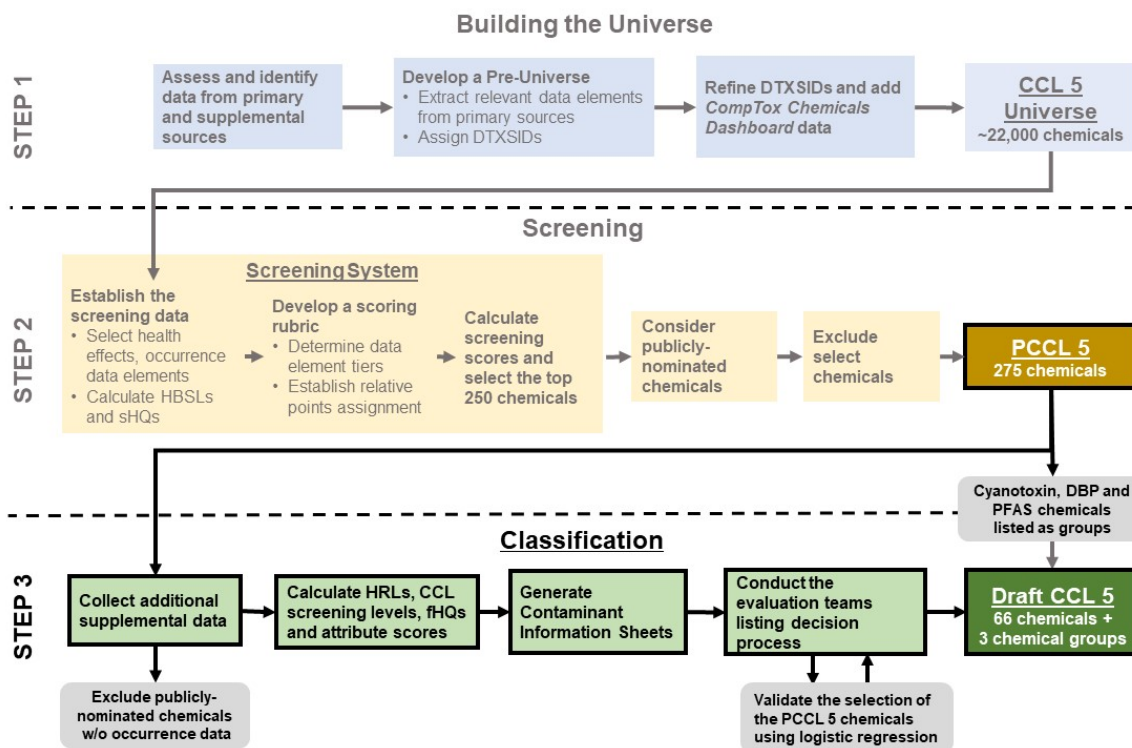 Building the Universe
STEP 1
Assess and identify
data from primary
and supplemental
sources
Develop a Pre-Universe
• Extract relevant data elements
from primary sources
• Assign DTXSIDs
Refine DTXSIDs and add
CompTox Chemicals
Dashboard data
CCL 5
Universe
~22,000 chemicals
Screening
STEP 2
Screening System
Establish the
screening data
• Select health
effects, occurrence
data elements
• Calculate HBSLs
and sHQs
Develop a scoring
rubric
• Determine data
element tiers
• Establish relative
points assignment
Calculate
screening
scores and
select the top
250 chemicals
Consider
publicly-
nominated
chemicals
Exclude
select
chemicals
PCCL 5
275 chemicals
Cyanotoxin, DBP and
PFAS chemicals
listed as groups
Classification
STEP 3
Collect additional
supplemental data
Calculate HRLs, CCL
screening levels, fHQs
and attribute scores
Generate
Contaminant
Information Sheets
Conduct the
evaluation teams
listing decision
process
Draft CCL 5
66 chemicals +
3 chemical groups
Exclude publicly-
nominated chemicals
w/o occurrence data
Validate the selection of
the PCCL 5 chemicals
using logistic regression